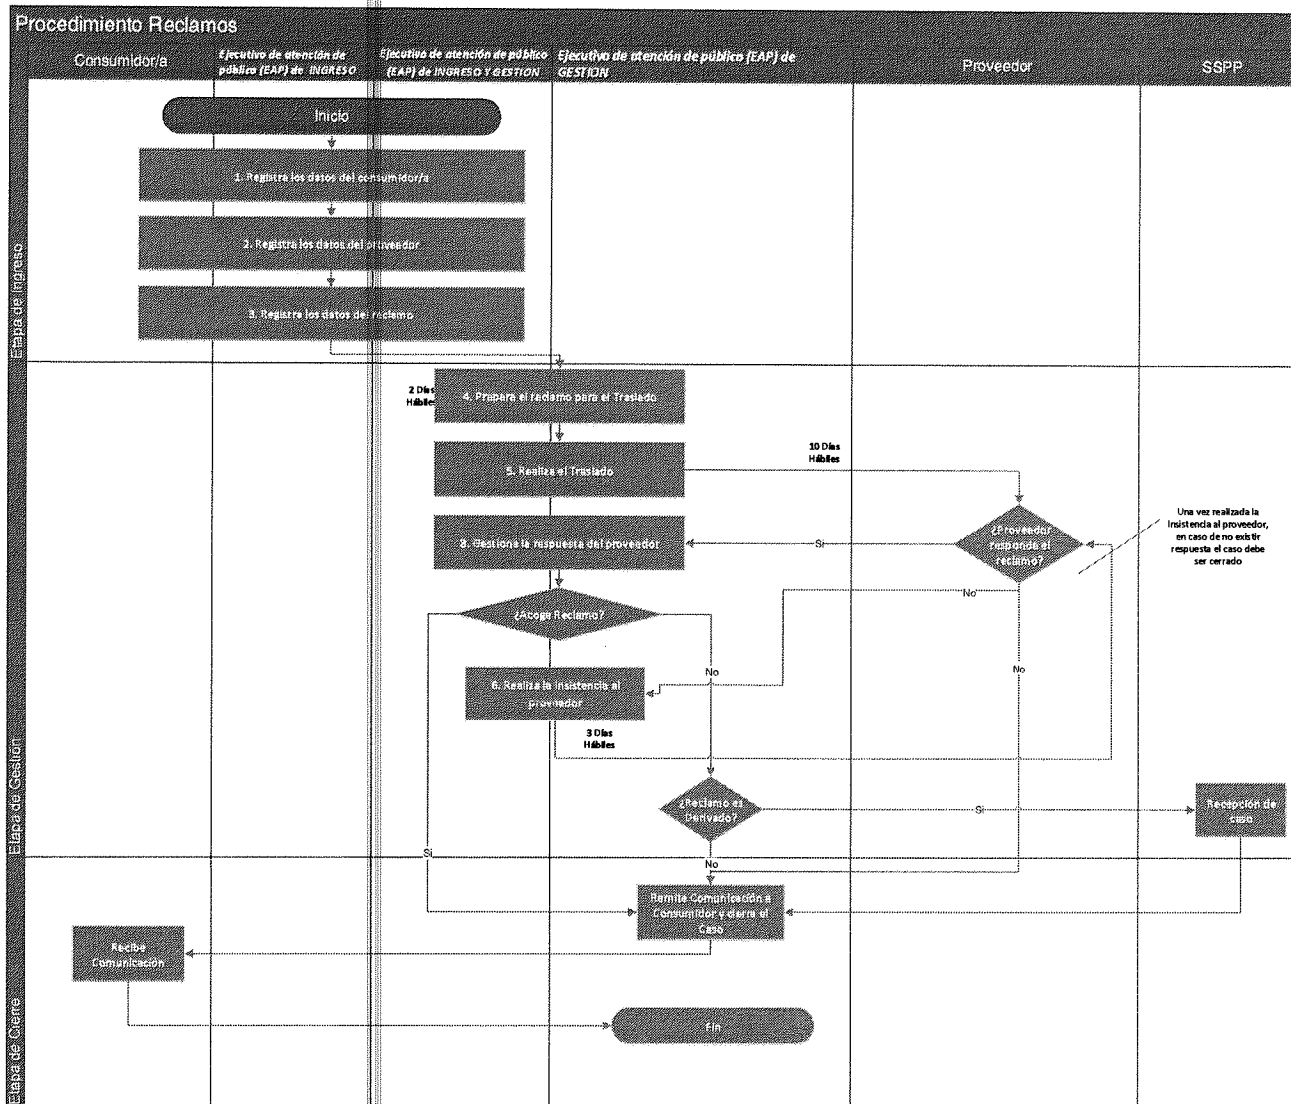 Procedimiento Reclamos
Consumidor/a
Ejecutivo de atención de
público (EAP) de INGRESO
Ejecutivo de atención de público
(EAP) de INGRESO Y GESTION
Ejecutivo de atención de público (EAP) de
GESTION
Proveedor
SSPP
Etapa de Ingreso
Inicio
1. Registra los datos del consumidor/a
2. Registra los datos del proveedor
3. Registra los datos del reclamo
Etapa de Gestión
2 Días
Hábiles
4. Prepara el reclamo para el Traslado
5. Realiza el Traslado
10 Días
Hábiles
¿Proveedor
responde el
reclamo?
Una vez realizada la
Insistencia al proveedor,
en caso de no existir
respuesta el caso debe
ser cerrado
Si
3. Gestiona la respuesta del proveedor
No
¿Acoge Reclamo?
No
No
6. Realiza la Insistencia al
proveedor
3 Días
Hábiles
¿Reclamo es
Derivado?
Si
Recepción de
caso
Si
No
Etapa de Cierre
Remite Comunicación a
Consumidor y cierra el
Caso
Recibe
Comunicación
Fin